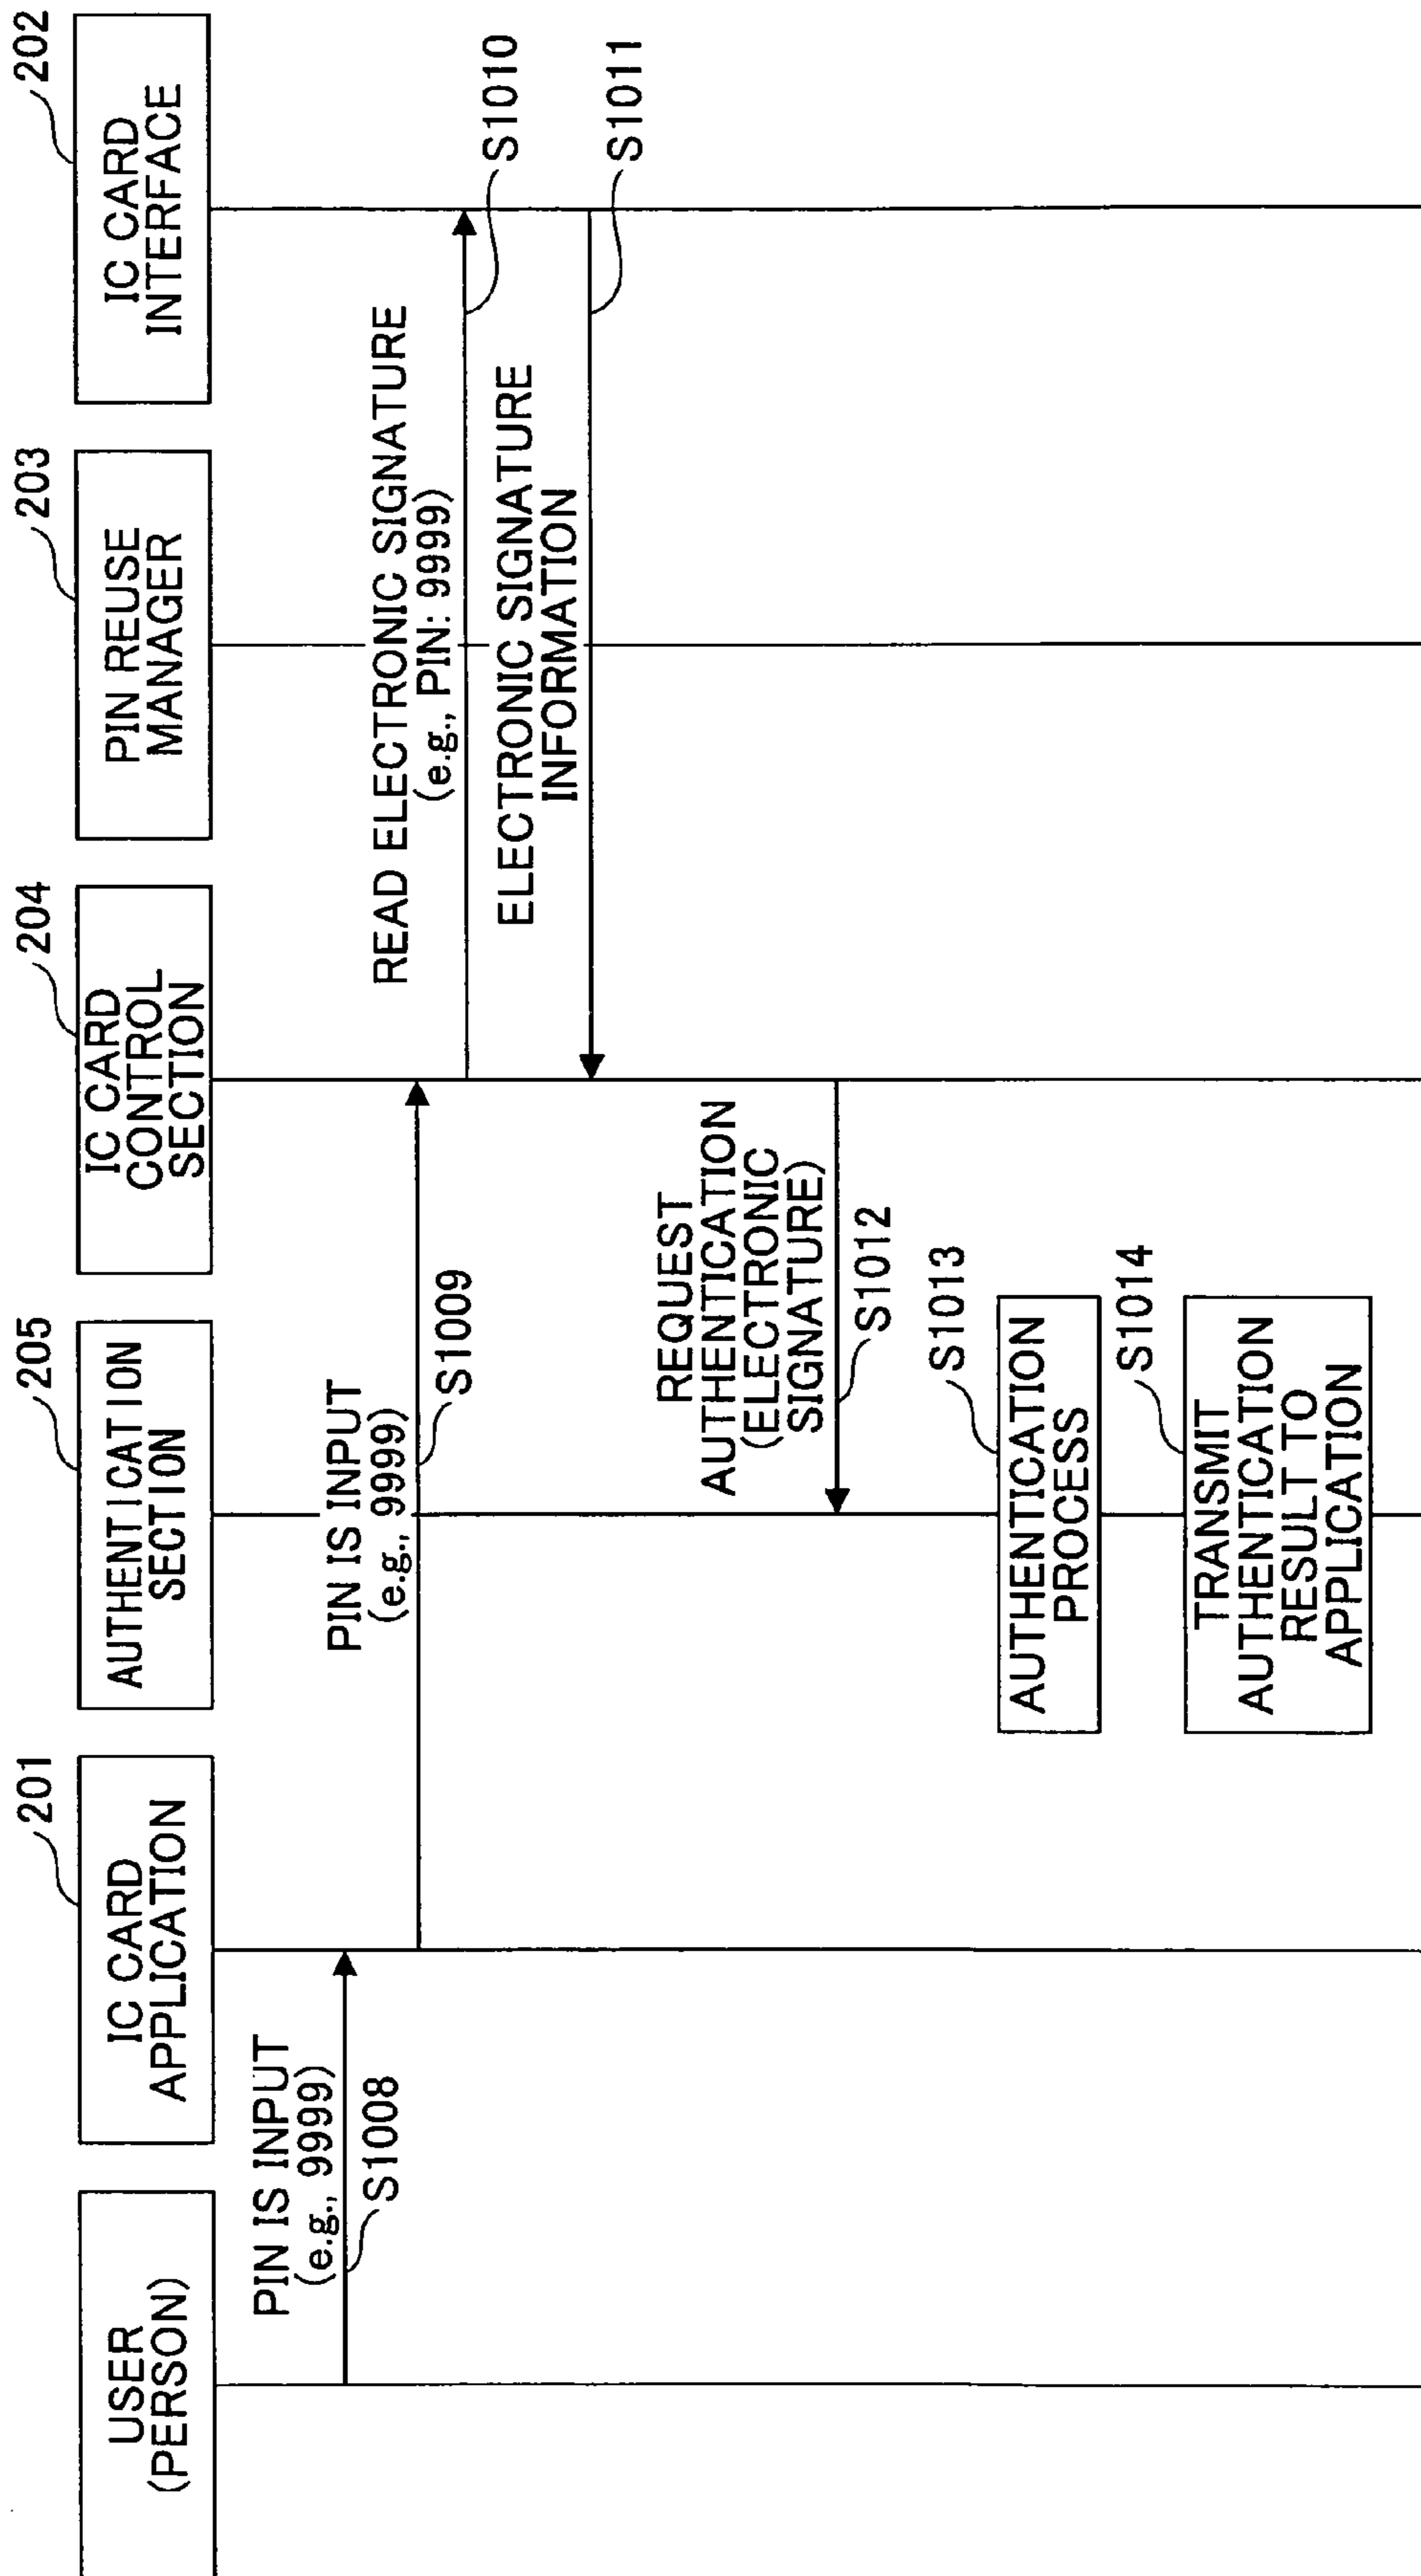 USER
(PERSON)
201
IC CARD
APPLICATION
205
AUTHENTICATION
SECTION
204
IC CARD
CONTROL
SECTION
203
PIN REUSE
MANAGER
202
IC CARD
INTERFACE
PIN IS INPUT
(e.g., 9999)
S1008
PIN IS INPUT
(e.g., 9999)
S1009
READ ELECTRONIC SIGNATURE
(e.g., PIN: 9999)
S1010
ELECTRONIC SIGNATURE
INFORMATION
S1011
REQUEST
AUTHENTICATION
(ELECTRONIC
SIGNATURE)
S1012
S1013
AUTHENTICATION
PROCESS
S1014
TRANSMIT
AUTHENTICATION
RESULT TO
APPLICATION